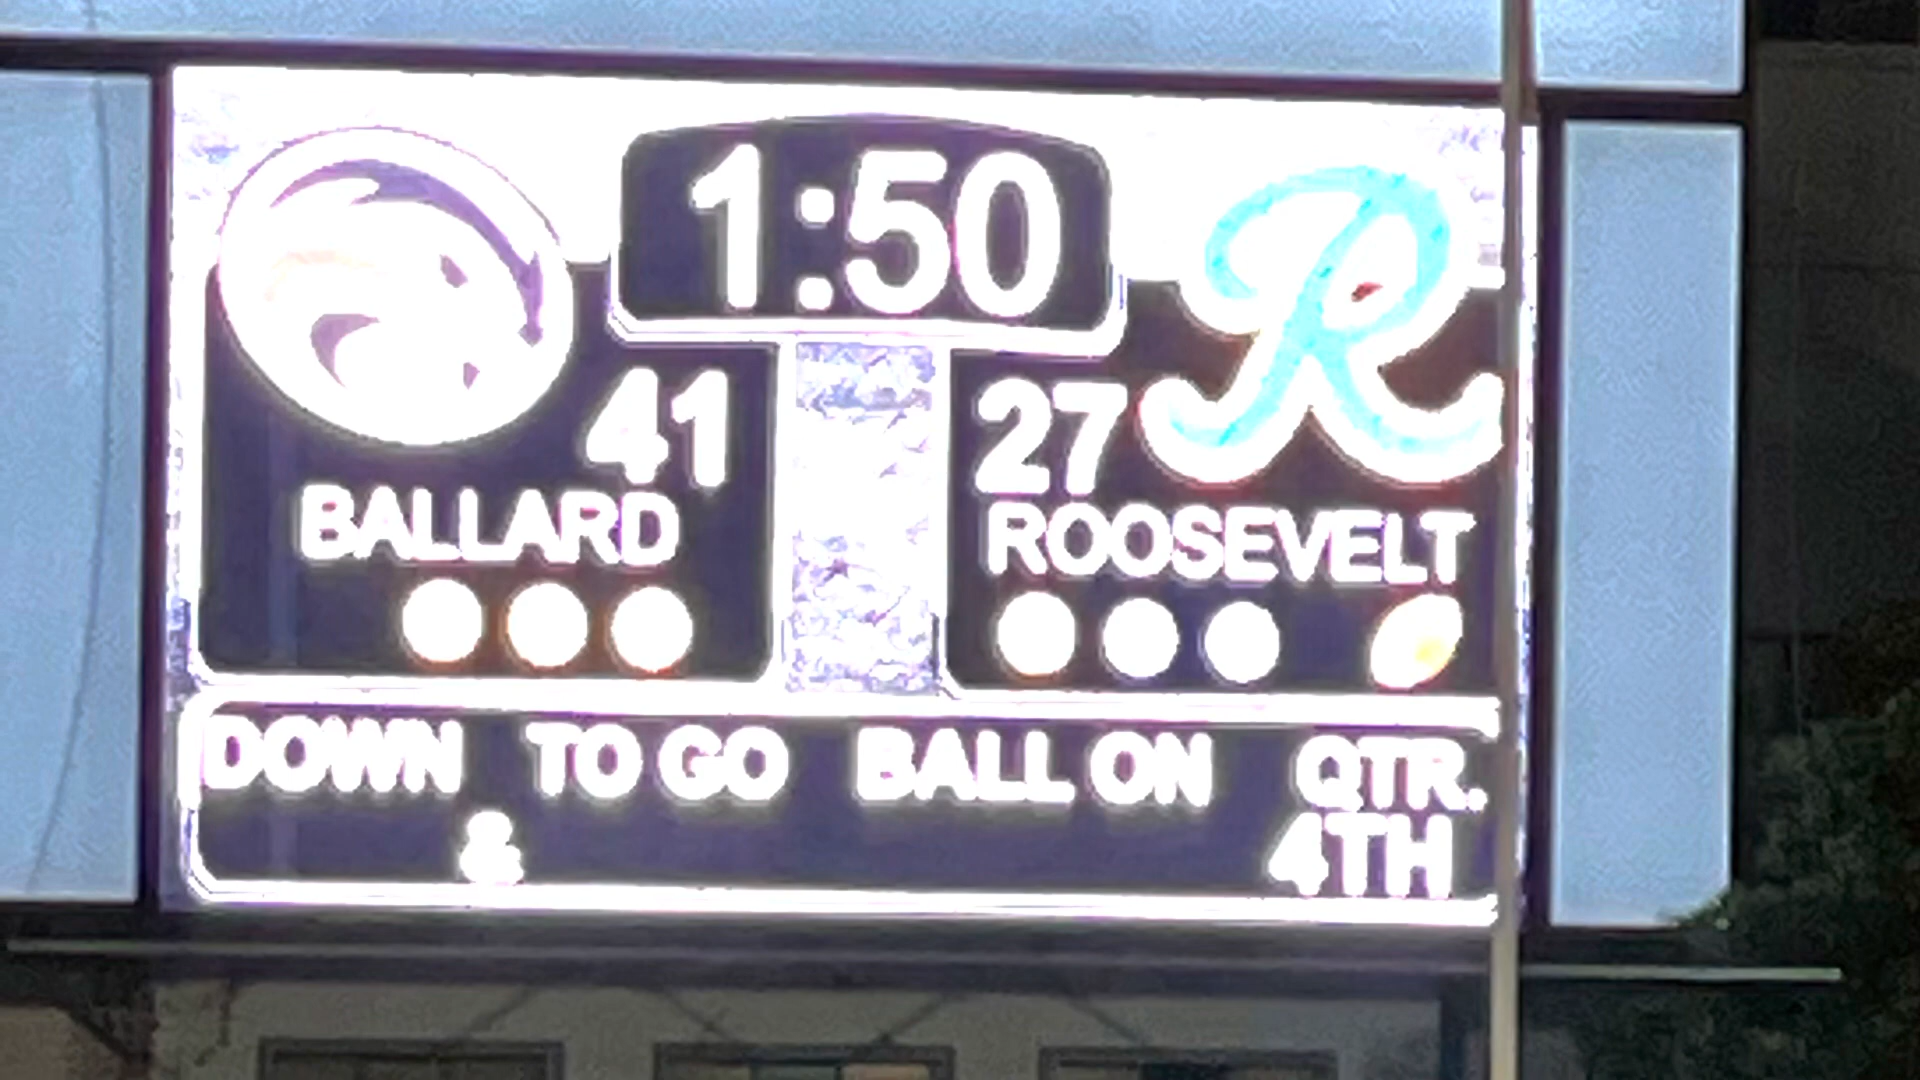 1:50
R
41
27
BALLARD
ROOSEVELT
DOWN TO GO BALL ON QTR.
& 4TH